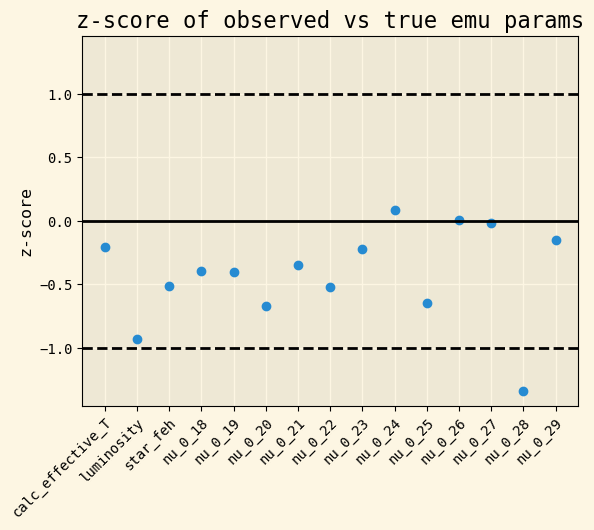 z-score of observed vs true emu params
z-score
1.0
0.5
0.0
−0.5
−1.0
calc_effective_T
luminosity
star_feh
nu_0_18
nu_0_19
nu_0_20
nu_0_21
nu_0_22
nu_0_23
nu_0_24
nu_0_25
nu_0_26
nu_0_27
nu_0_28
nu_0_29